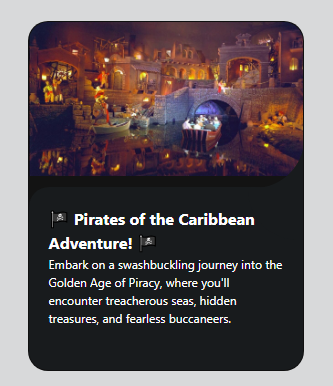 🏴‍☠️ Pirates of the Caribbean
Adventure! 🏴‍☠️
Embark on a swashbuckling journey into the
Golden Age of Piracy, where you'll
encounter treacherous seas, hidden
treasures, and fearless buccaneers.